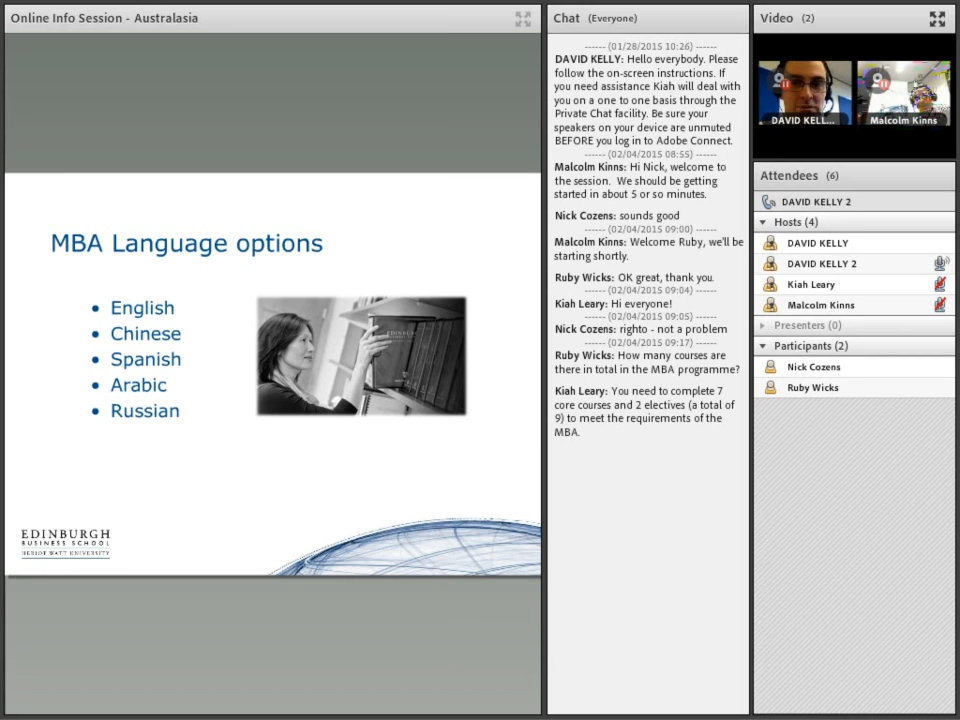 Online Info Session - Australasia
MBA Language options
• English
• Chinese
• Spanish
• Arabic
• Russian
EDINBURGH
BUSINESS SCHOOL
HERIOT WATT UNIVERSITY
Chat (Everyone)
------ (01/28/2015 10:26) ------
DAVID KELLY: Hello everybody. Please
follow the on-screen instructions. If
you need assistance Kiah will deal with
you on a one to one basis through the
Private Chat facility. Be sure your
speakers on your device are unmuted
BEFORE you log in to Adobe Connect.
------ (02/04/2015 08:55) ------
Malcolm Kinns: Hi Nick, welcome to
the session. We should be getting
started in about 5 or so minutes.
Nick Cozens: sounds good
------ (02/04/2015 09:00) ------
Malcolm Kinns: Welcome Ruby, we'll be
starting shortly.
Ruby Wicks: OK great, thank you.
------ (02/04/2015 09:04) ------
Kiah Leary: Hi everyone!
------ (02/04/2015 09:05) ------
Nick Cozens: righto - not a problem
------ (02/04/2015 09:17) ------
Ruby Wicks: How many courses are
there in total in the MBA programme?
Kiah Leary: You need to complete 7
core courses and 2 electives (a total of
9) to meet the requirements of the
MBA.
Video (2)
DAVID KELL...
Malcolm Kinns
Attendees (6)
DAVID KELLY 2
Hosts (4)
DAVID KELLY
DAVID KELLY 2
Kiah Leary
Malcolm Kinns
Presenters (0)
Participants (2)
Nick Cozens
Ruby Wicks